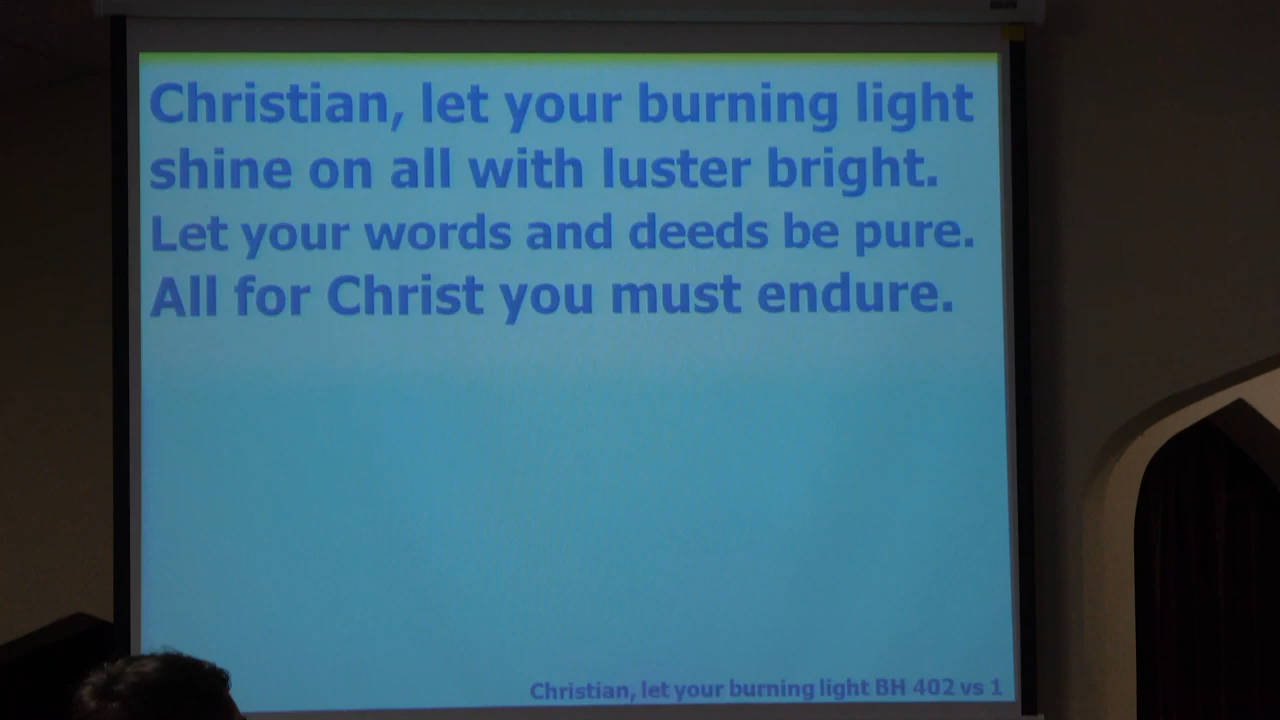 Christian, let your burning light
shine on all with luster bright.
Let your words and deeds be pure.
All for Christ you must endure.
Christian, let your burning light BH 402 vs 1